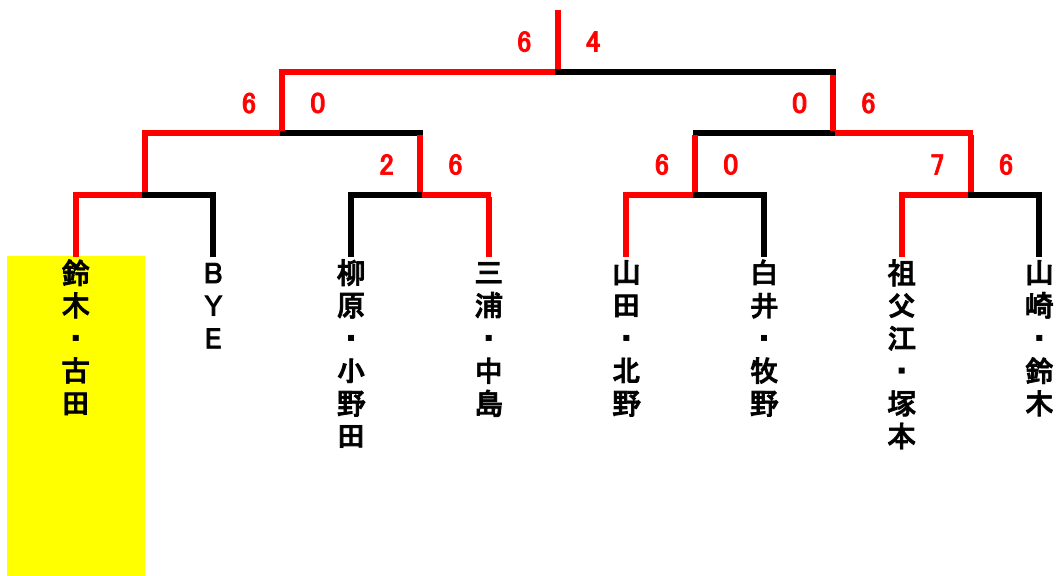 6 4
6 0 0 6
2 6 6 0 7 6
鈴木・古田
BYE
柳原・小野田
三浦・中島
山田・北野
白井・牧野
祖父江・塚本
山崎・鈴木